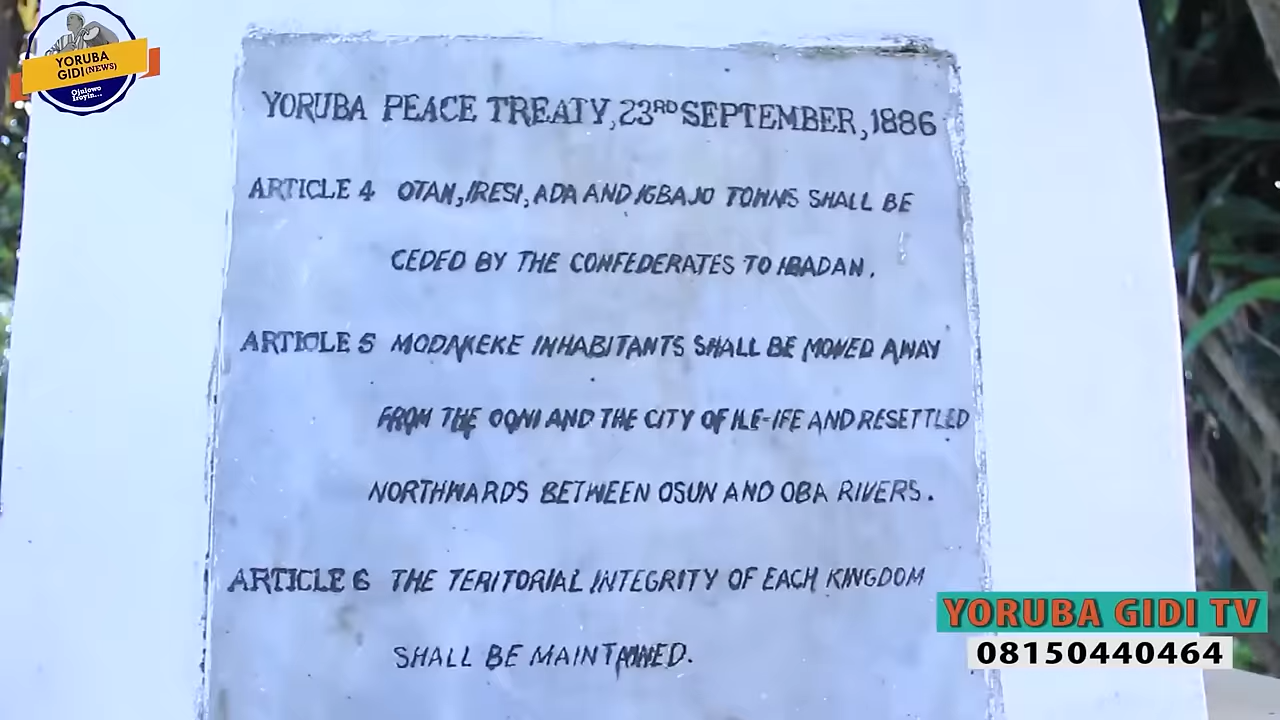 YORUBA
GIDI (NEWS)
Ojulowo
Iroyin...
YORUBA PEACE TREATY, 23RD SEPTEMBER, 1886
ARTICLE 4 OTAN, IRESI, ADA AND IGBAJO TOWNS SHALL BE
CEDED BY THE CONFEDERATES TO IBADAN.
ARTICLE 5 MODAKEKE INHABITANTS SHALL BE MOVED AWAY
FROM THE OONI AND THE CITY OF ILE-IFE AND RESETTLED
NORTHWARDS BETWEEN OSUN AND OBA RIVERS.
ARTICLE 6 THE TERITORIAL INTEGRITY OF EACH KINGDOM
SHALL BE MAINTAINED.
YORUBA GIDI TV
08150440464